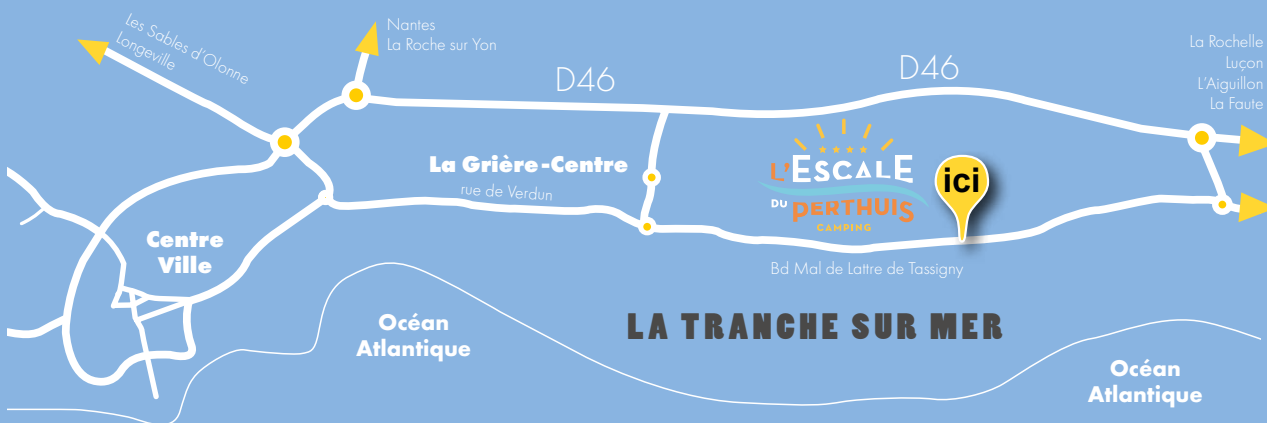 Les Sables d'Olonne
Longeville
Nantes
La Roche sur Yon
D46
D46
La Rochelle
Luçon
L'Aiguillon
La Faute
La Grière-Centre
rue de Verdun
L'ESCALE
DU PERTHUIS
CAMPING
ici
Centre
Ville
Bd Mal de Lattre de Tassigny
LA TRANCHE SUR MER
Océan
Atlantique
Océan
Atlantique